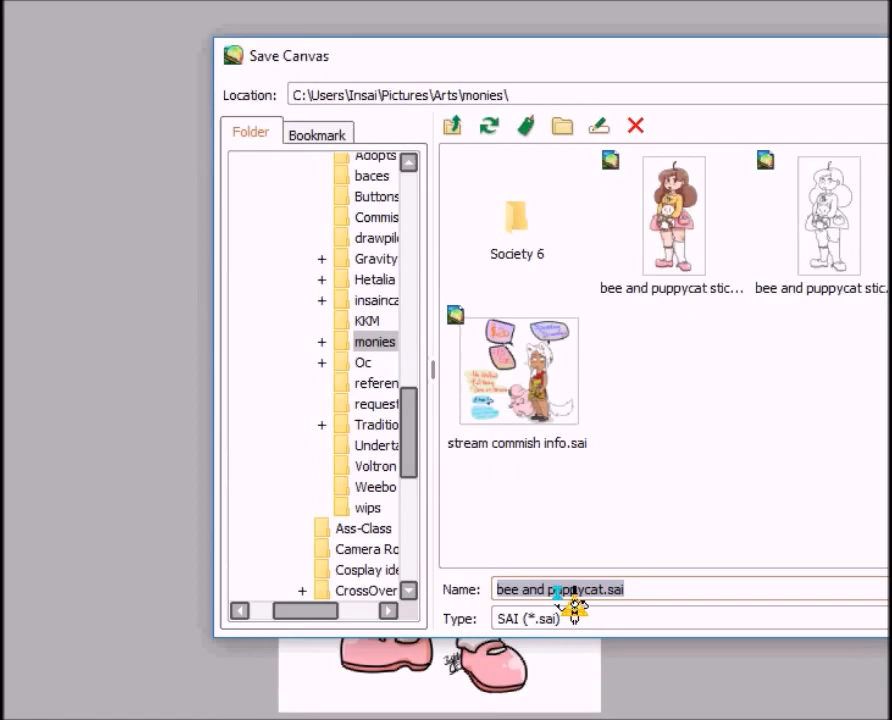 Save Canvas
Location: C:\Users\Insai\Pictures\Arts\monies\
Folder
Bookmark
Adopts
baces
Buttons
Commis
drawpil
Gravity
Hetalia
insainca
KKM
monies
Oc
referen
request
Traditio
Underta
Voltron
Weebo
wips
Ass-Class
Camera Ro
Cosplay ide
CrossOver
Society 6
bee and puppycat stic...
bee and puppycat stic.
stream commish info.sai
Name: bee and puppycat.sai
Type: SAI (*.sai)